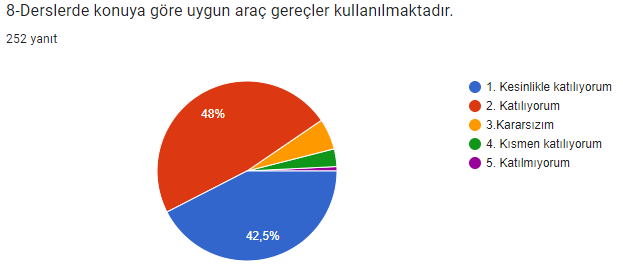 8-Derslerde konuya göre uygun araç gereçler kullanılmaktadır.
252 yanıt
48%
42,5%
1. Kesinlikle katılıyorum
2. Katılıyorum
3.Kararsızım
4. Kısmen katılıyorum
5. Katılmıyorum